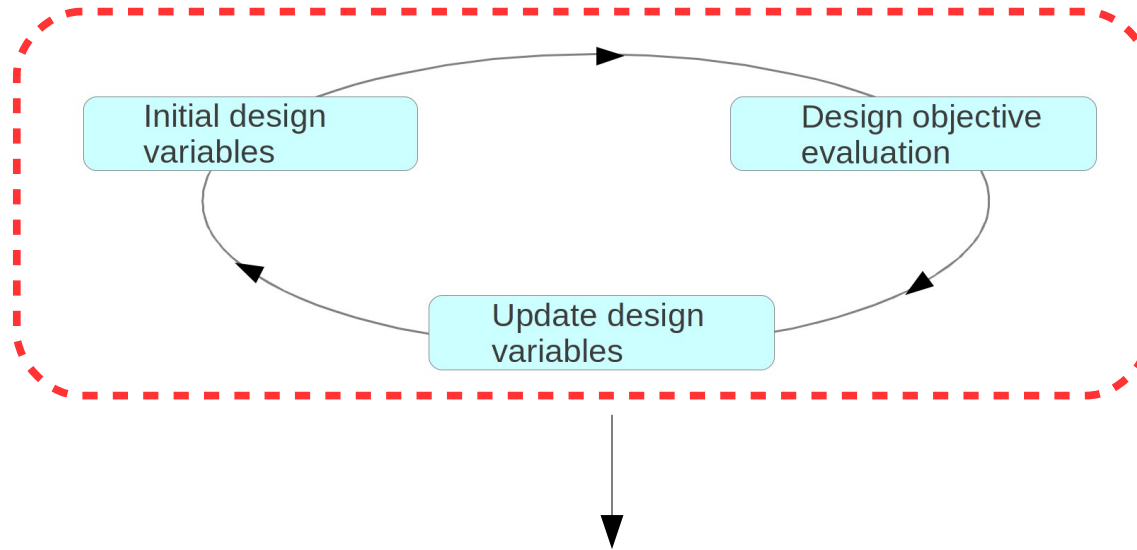 Initial design
variables
Design objective
evaluation
Update design
variables